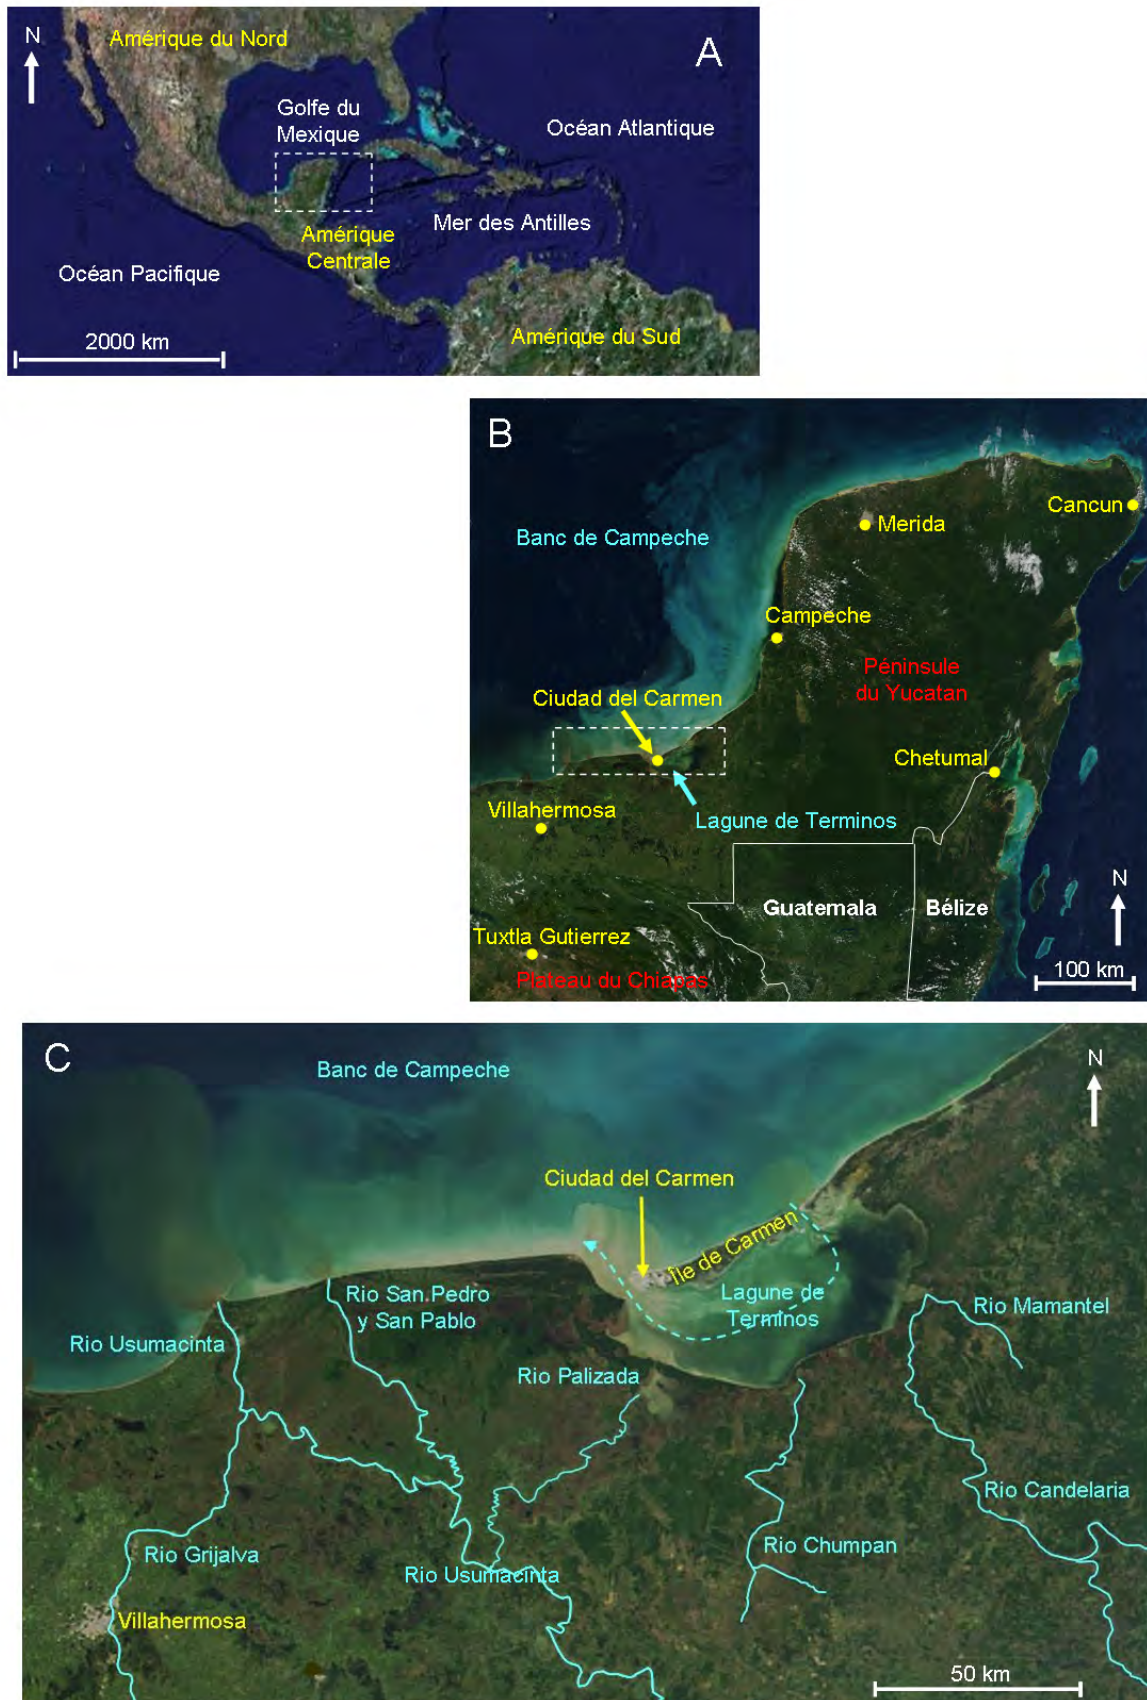 A
N
Amérique du Nord
Golfe du
Mexique
Océan Atlantique
Mer des Antilles
Amérique
Centrale
Océan Pacifique
Amérique du Sud
2000 km
B
Cancun
Merida
Banc de Campeche
Campeche
Péninsule
du Yucatan
Ciudad del Carmen
Chetumal
Villahermosa
Lagune de Terminos
N
Guatemala
Bélize
Tuxtla Gutierrez
Plateau du Chiapas
100 km
C
Banc de Campeche
N
Ciudad del Carmen
Île de Carmen
Rio San Pedro
y San Pablo
Lagune de
Terminos
Rio Mamantel
Rio Usumacinta
Rio Palizada
Rio Candelaria
Rio Grijalva
Rio Chumpan
Rio Usumacinta
Villahermosa
50 km